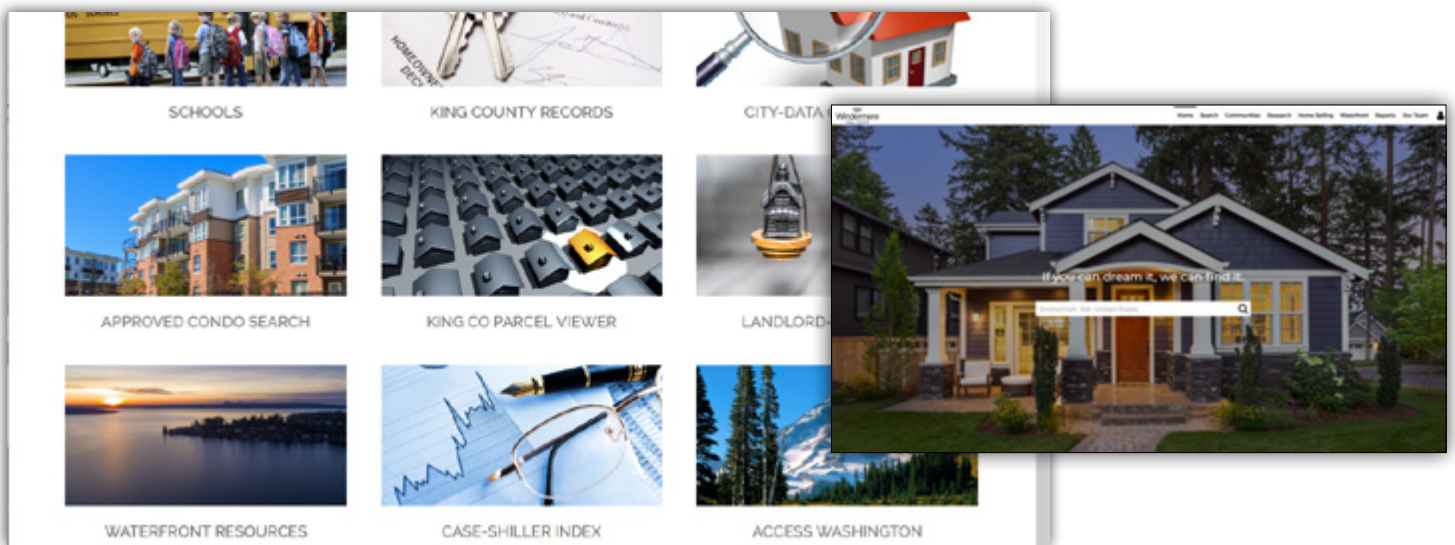 SCHOOLS
KING COUNTY RECORDS
CITY-DATA
APPROVED CONDO SEARCH
KING CO PARCEL VIEWER
LANDLORD-
WATERFRONT RESOURCES
CASE-SHILLER INDEX
ACCESS WASHINGTON
Windermere
Home Search Communities Research Home Selling Waterfront Reports Our Team
If you can dream it, we can find it.